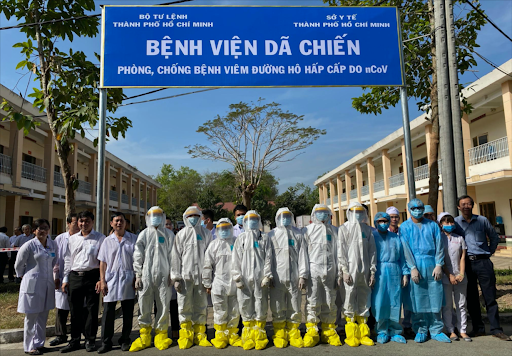 BỘ TƯ LỆNH
THÀNH PHỐ HỒ CHÍ MINH
SỞ Y TẾ
THÀNH PHỐ HỒ CHÍ MINH
BỆNH VIỆN DÃ CHIẾN
PHÒNG, CHỐNG BỆNH VIÊM ĐƯỜNG HÔ HẤP CẤP DO nCoV